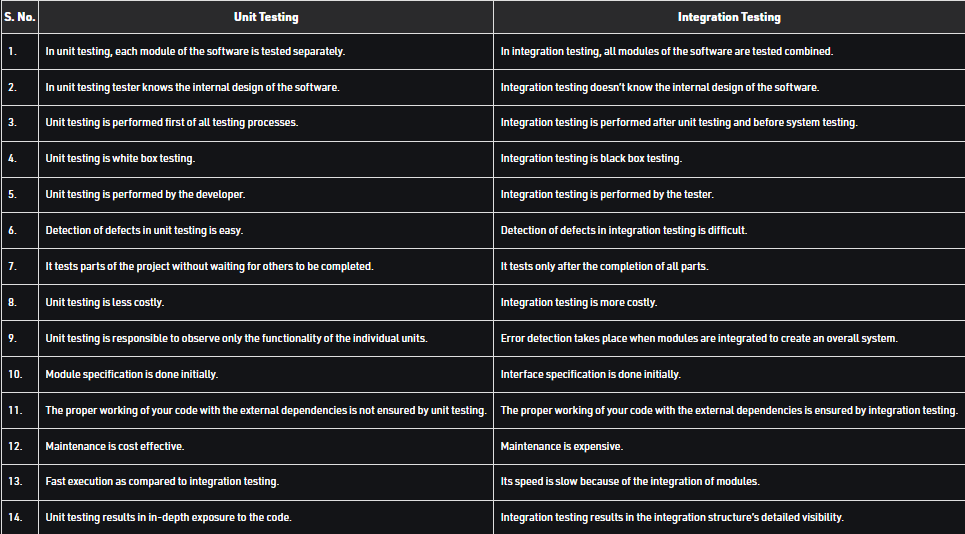 S. No. Unit Testing Integration Testing
1. In unit testing, each module of the software is tested separately. In integration testing, all modules of the software are tested combined.
2. In unit testing tester knows the internal design of the software. Integration testing doesn't know the internal design of the software.
3. Unit testing is performed first of all testing processes. Integration testing is performed after unit testing and before system testing.
4. Unit testing is white box testing. Integration testing is black box testing.
5. Unit testing is performed by the developer. Integration testing is performed by the tester.
6. Detection of defects in unit testing is easy. Detection of defects in integration testing is difficult.
7. It tests parts of the project without waiting for others to be completed. It tests only after the completion of all parts.
8. Unit testing is less costly. Integration testing is more costly.
9. Unit testing is responsible to observe only the functionality of the individual units. Error detection takes place when modules are integrated to create an overall system.
10. Module specification is done initially. Interface specification is done initially.
11. The proper working of your code with the external dependencies is not ensured by unit testing. The proper working of your code with the external dependencies is ensured by integration testing.
12. Maintenance is cost effective. Maintenance is expensive.
13. Fast execution as compared to integration testing. Its speed is slow because of the integration of modules.
14. Unit testing results in in-depth exposure to the code. Integration testing results in the integration structure's detailed visibility.